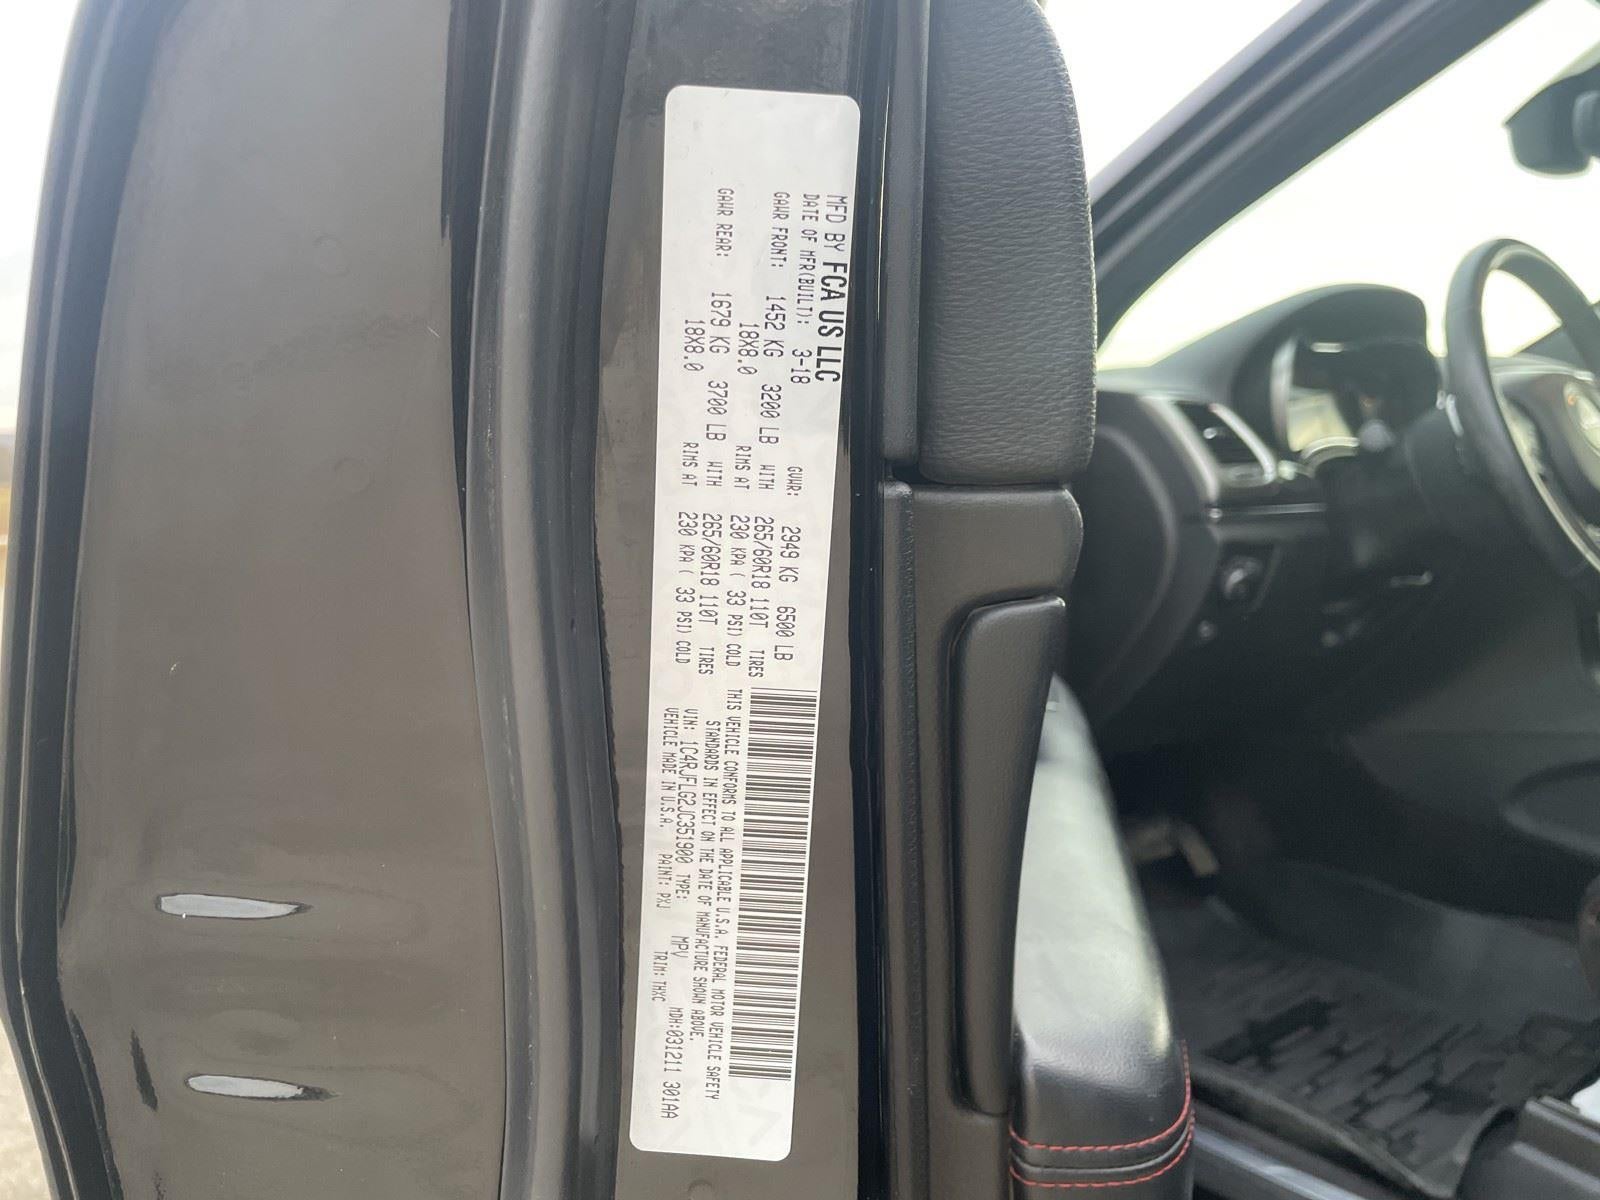 MFD BY FCA US LLC
DATE OF MFR(BUILT): 3-18 GVWR: 2949 KG 6500 LB
GAWR FRONT: 1452 KG 3200 LB WITH 265/60R18 110T TIRES
18X8.0 RIMS AT 230 KPA ( 33 PSI) COLD
GAWR REAR: 1679 KG 3700 LB WITH 265/60R18 110T TIRES
18X8.0 RIMS AT 230 KPA ( 33 PSI) COLD
THIS VEHICLE CONFORMS TO ALL APPLICABLE U.S.A. FEDERAL MOTOR VEHICLE SAFETY
STANDARDS IN EFFECT ON THE DATE OF MANUFACTURE SHOWN ABOVE.
VIN: 1C4RJFLG2JC351900 TYPE: MPV MDH:031211 301AA
VEHICLE MADE IN U.S.A. PAINT: PXJ TRIM: THXC